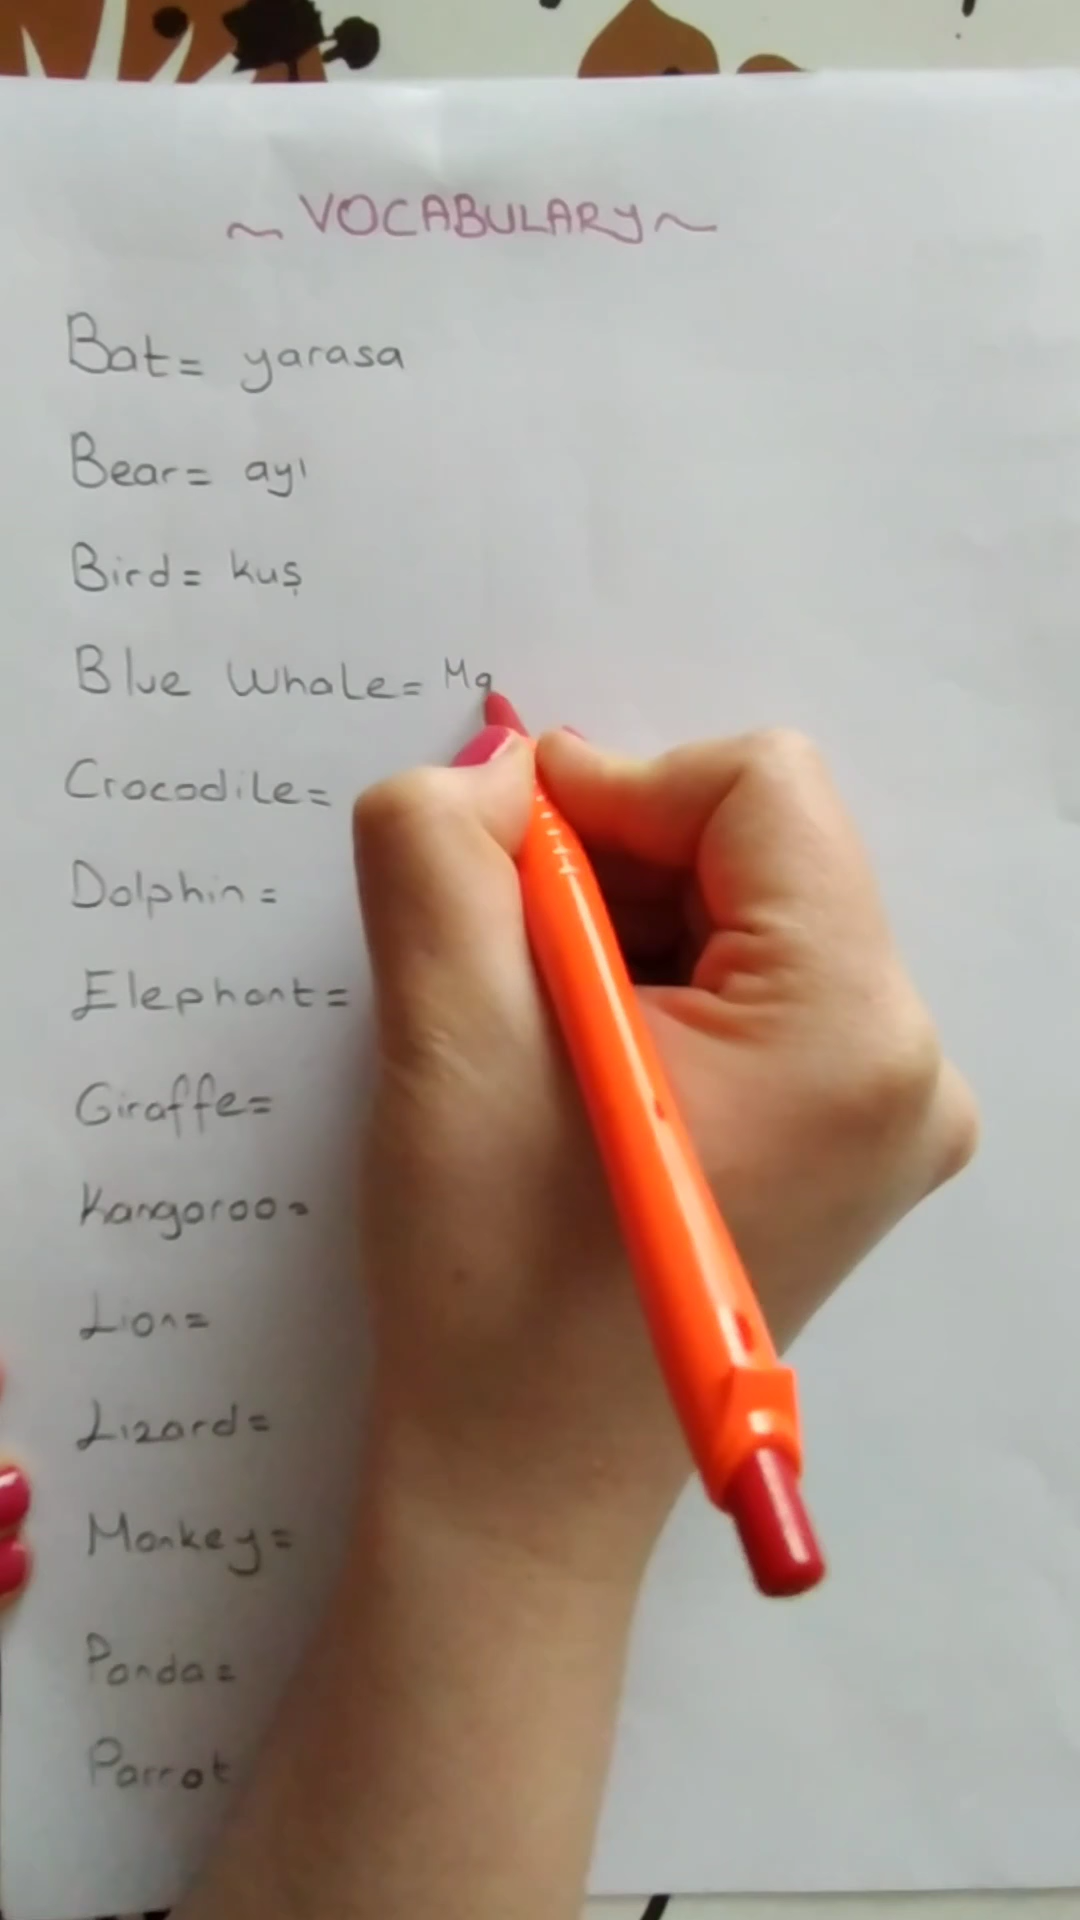 ~ VOCABULARY ~
Bat= yarasa
Bear= ayı
Bird= kuş
Blue Whale= Ma
Crocodile=
Dolphin=
Elephant=
Giraffe=
Kangoroo=
Lion=
Lizard=
Monkey=
Panda=
Parrot